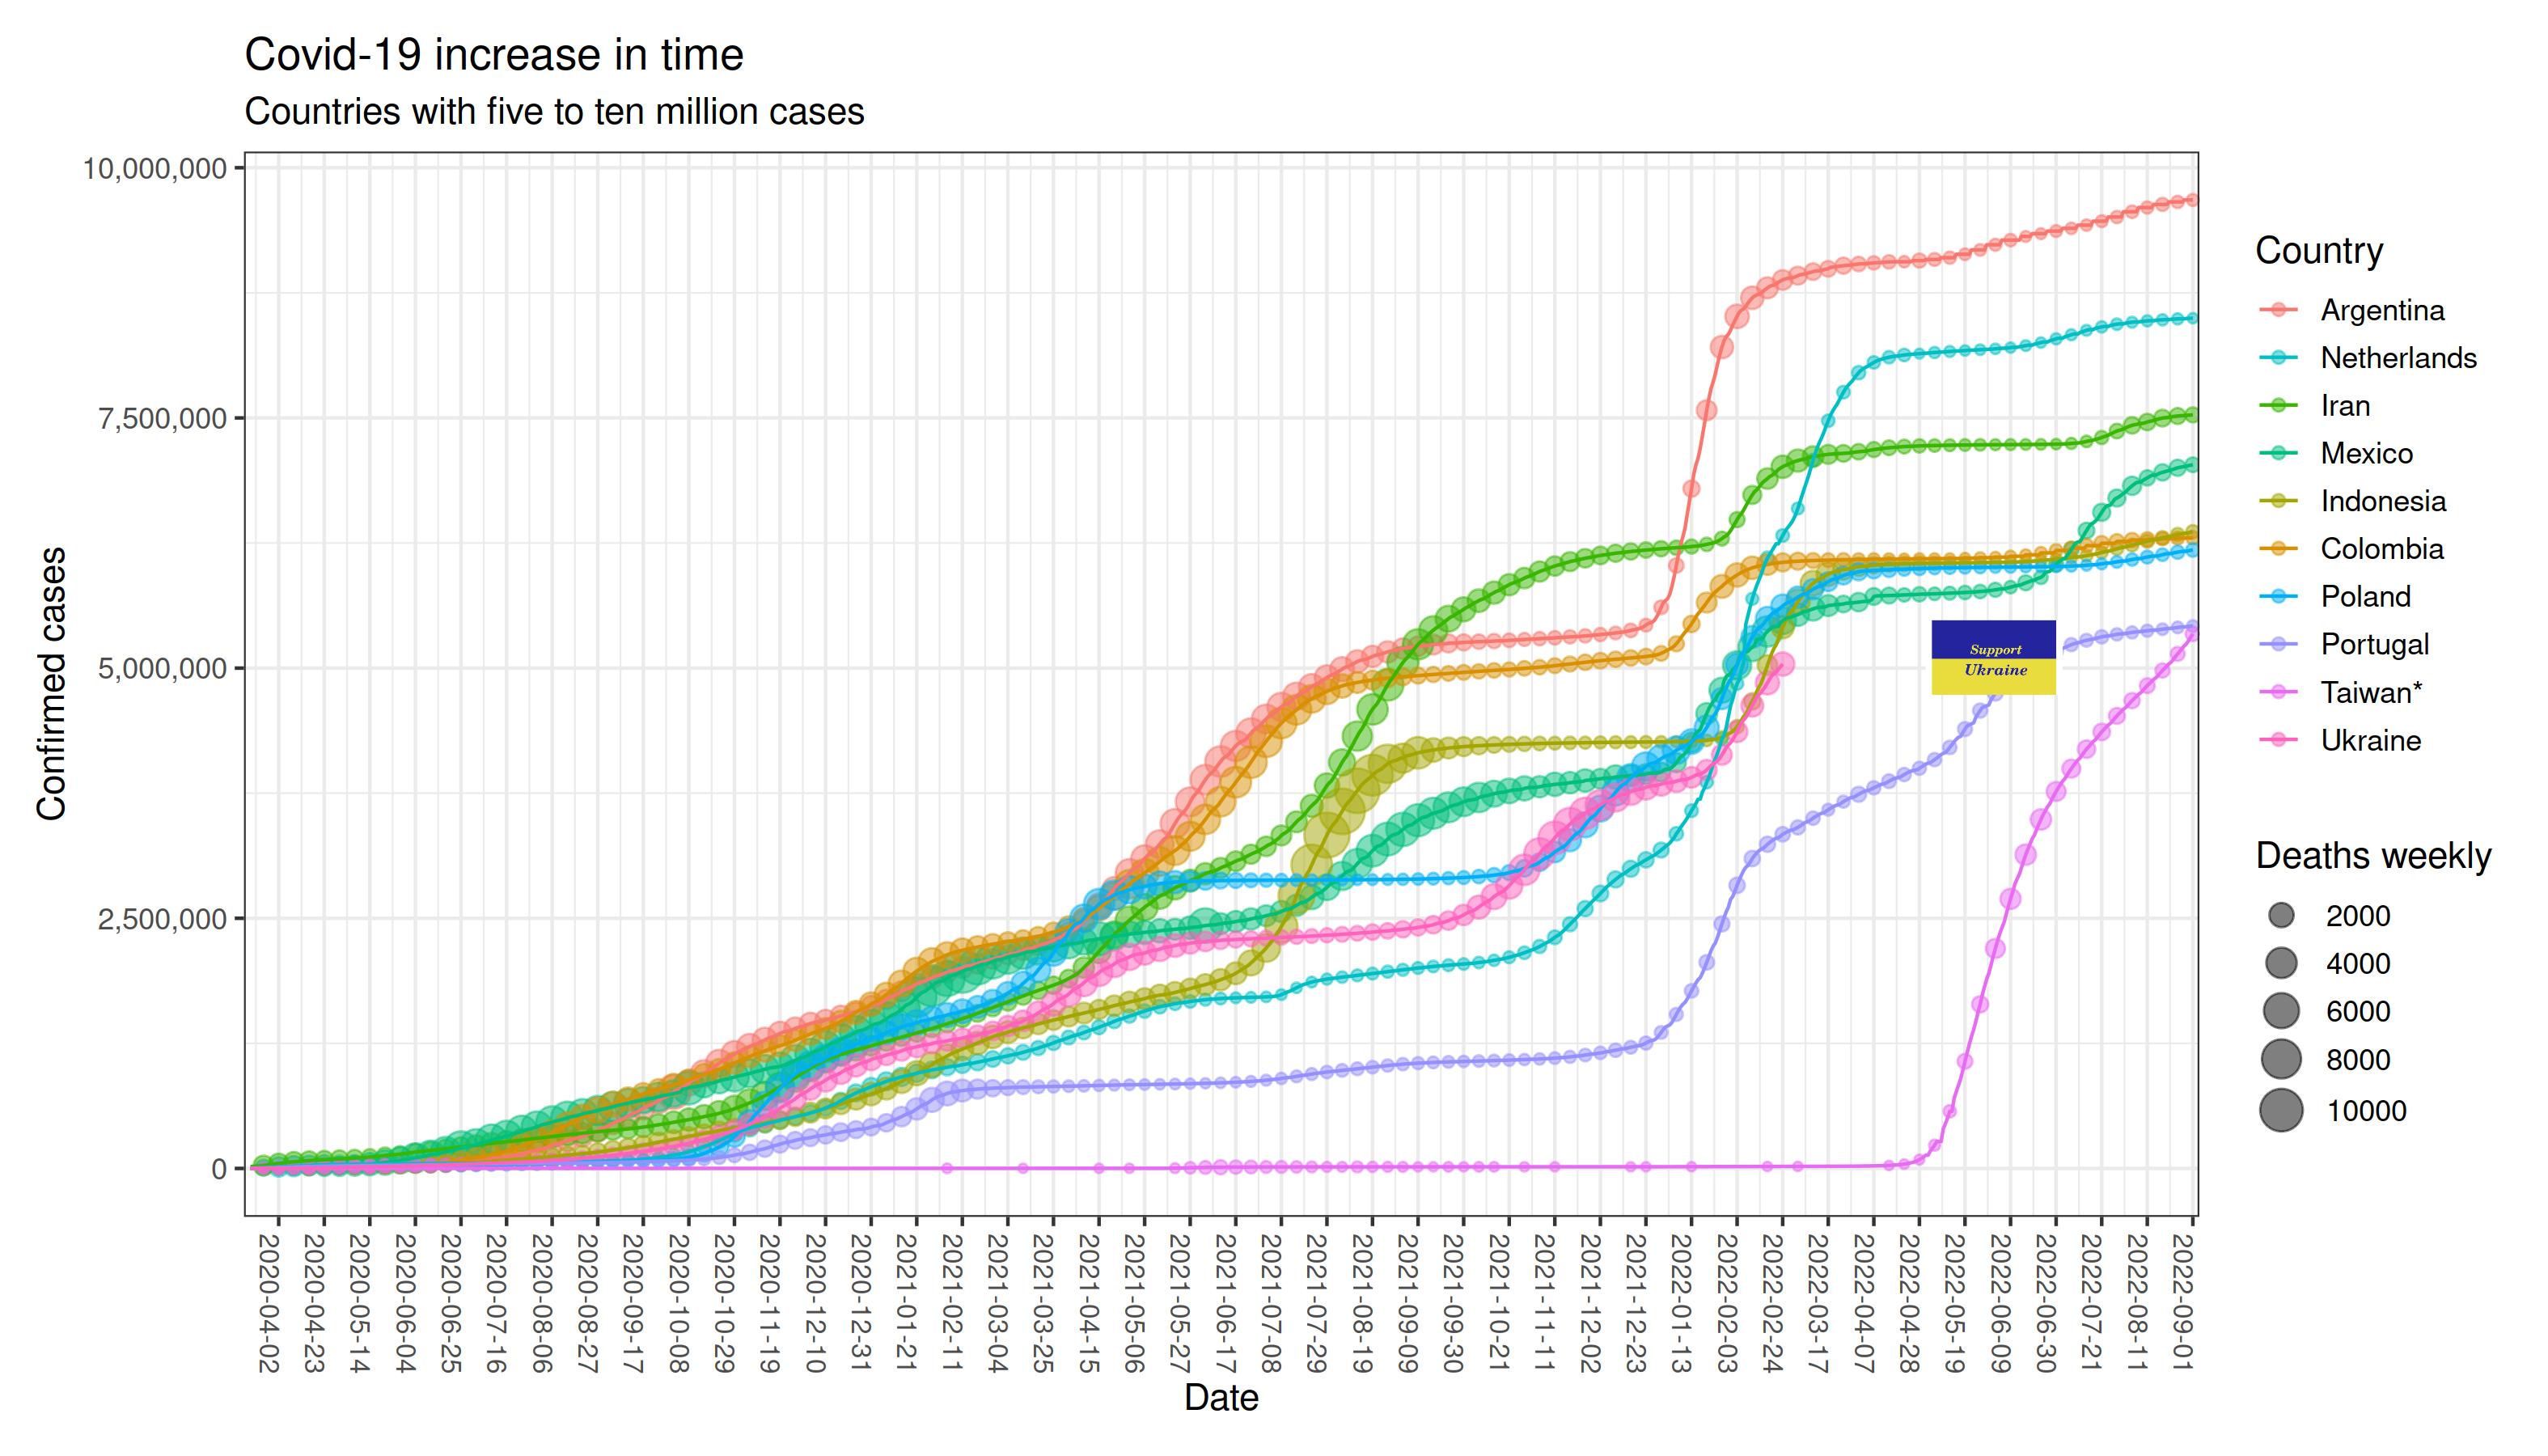 Covid-19 increase in time
Countries with five to ten million cases
10,000,000
7,500,000
5,000,000
2,500,000
0
Confirmed cases
Support
Ukraine
2020-04-02
2020-04-23
2020-05-14
2020-06-04
2020-06-25
2020-07-16
2020-08-06
2020-08-27
2020-09-17
2020-10-08
2020-10-29
2020-11-19
2020-12-10
2020-12-31
2021-01-21
2021-02-11
2021-03-04
2021-03-25
2021-04-15
2021-05-06
2021-05-27
2021-06-17
2021-07-08
2021-07-29
2021-08-19
2021-09-09
2021-09-30
2021-10-21
2021-11-11
2021-12-02
2021-12-23
2022-01-13
2022-02-03
2022-02-24
2022-03-17
2022-04-07
2022-04-28
2022-05-19
2022-06-09
2022-06-30
2022-07-21
2022-08-11
2022-09-01
Date
Country
Argentina
Netherlands
Iran
Mexico
Indonesia
Colombia
Poland
Portugal
Taiwan*
Ukraine
Deaths weekly
2000
4000
6000
8000
10000